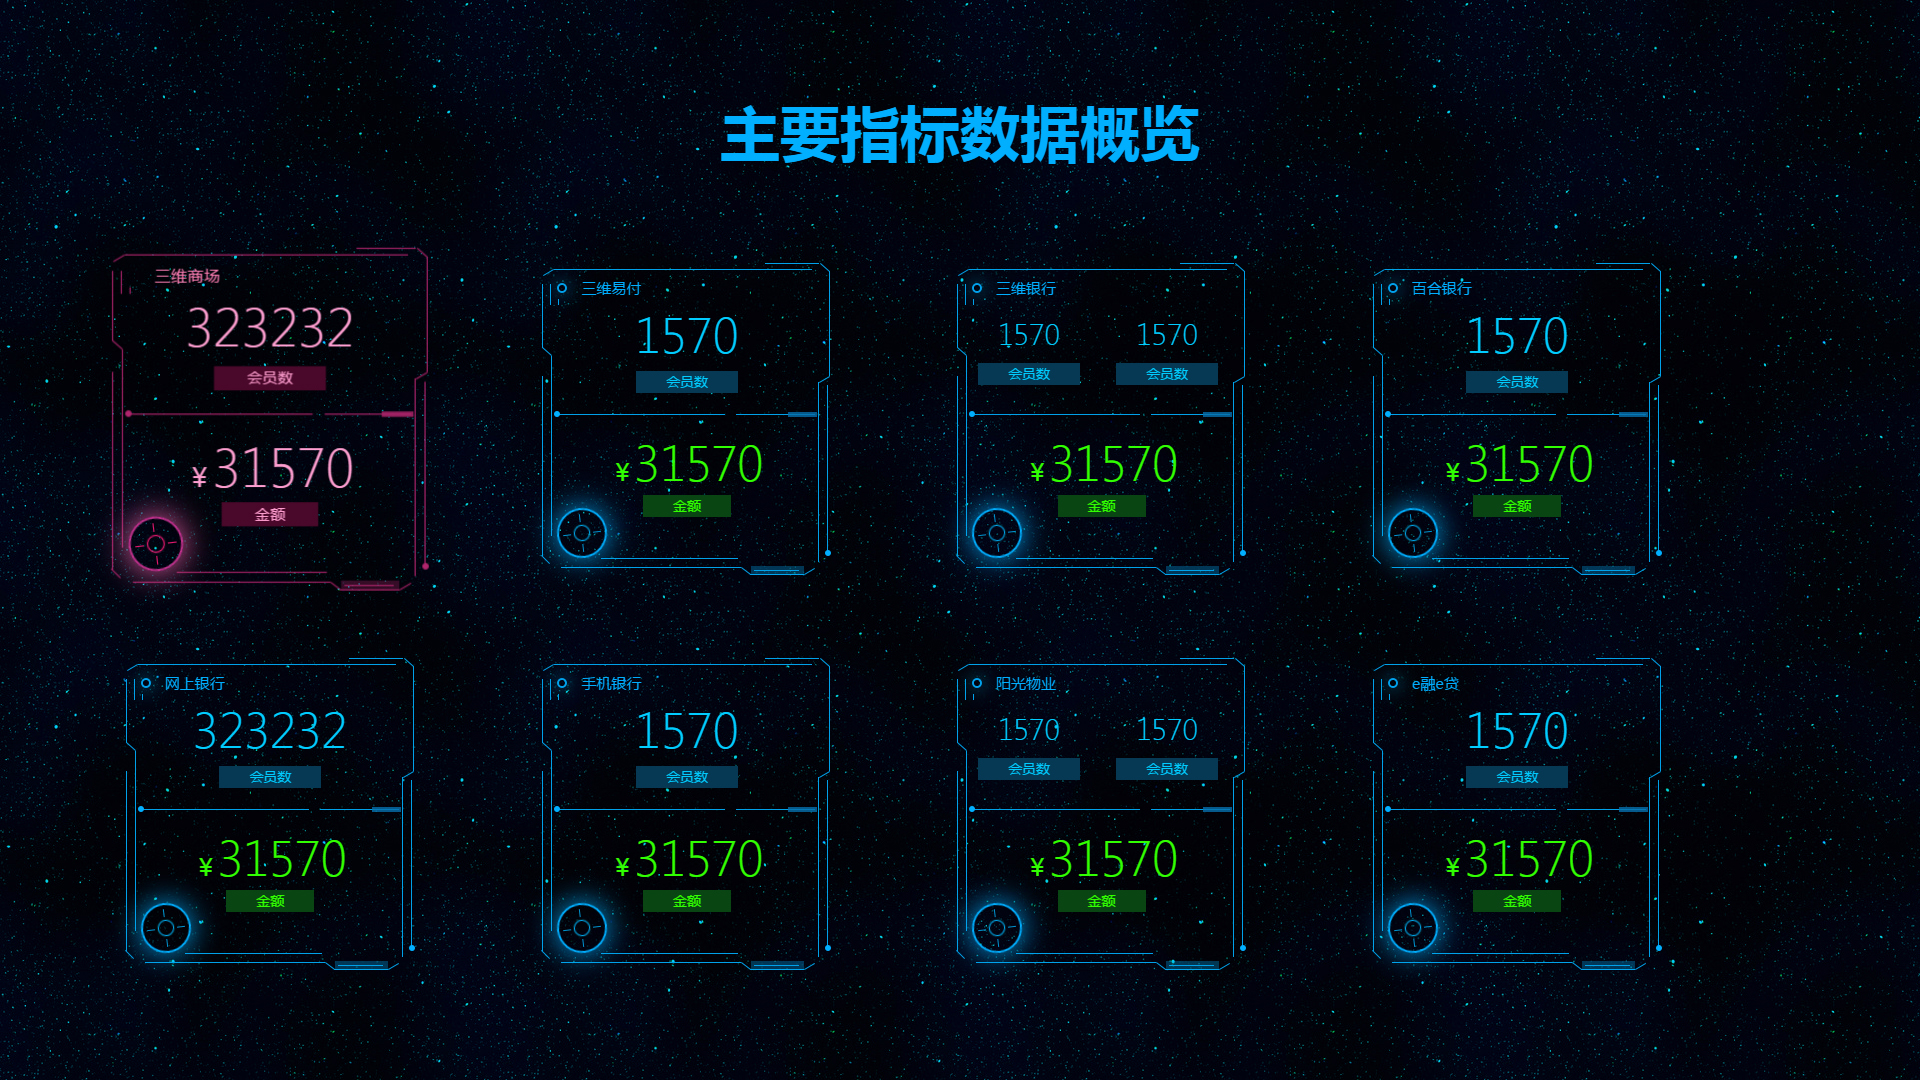 主要指标数据概览
三维商场
323232
会员数
¥31570
金额
三维易付
1570
会员数
¥31570
金额
三维银行
1570 1570
会员数 会员数
¥31570
金额
百合银行
1570
会员数
¥31570
金额
网上银行
323232
会员数
¥31570
金额
手机银行
1570
会员数
¥31570
金额
阳光物业
1570 1570
会员数 会员数
¥31570
金额
e融e贷
1570
会员数
¥31570
金额